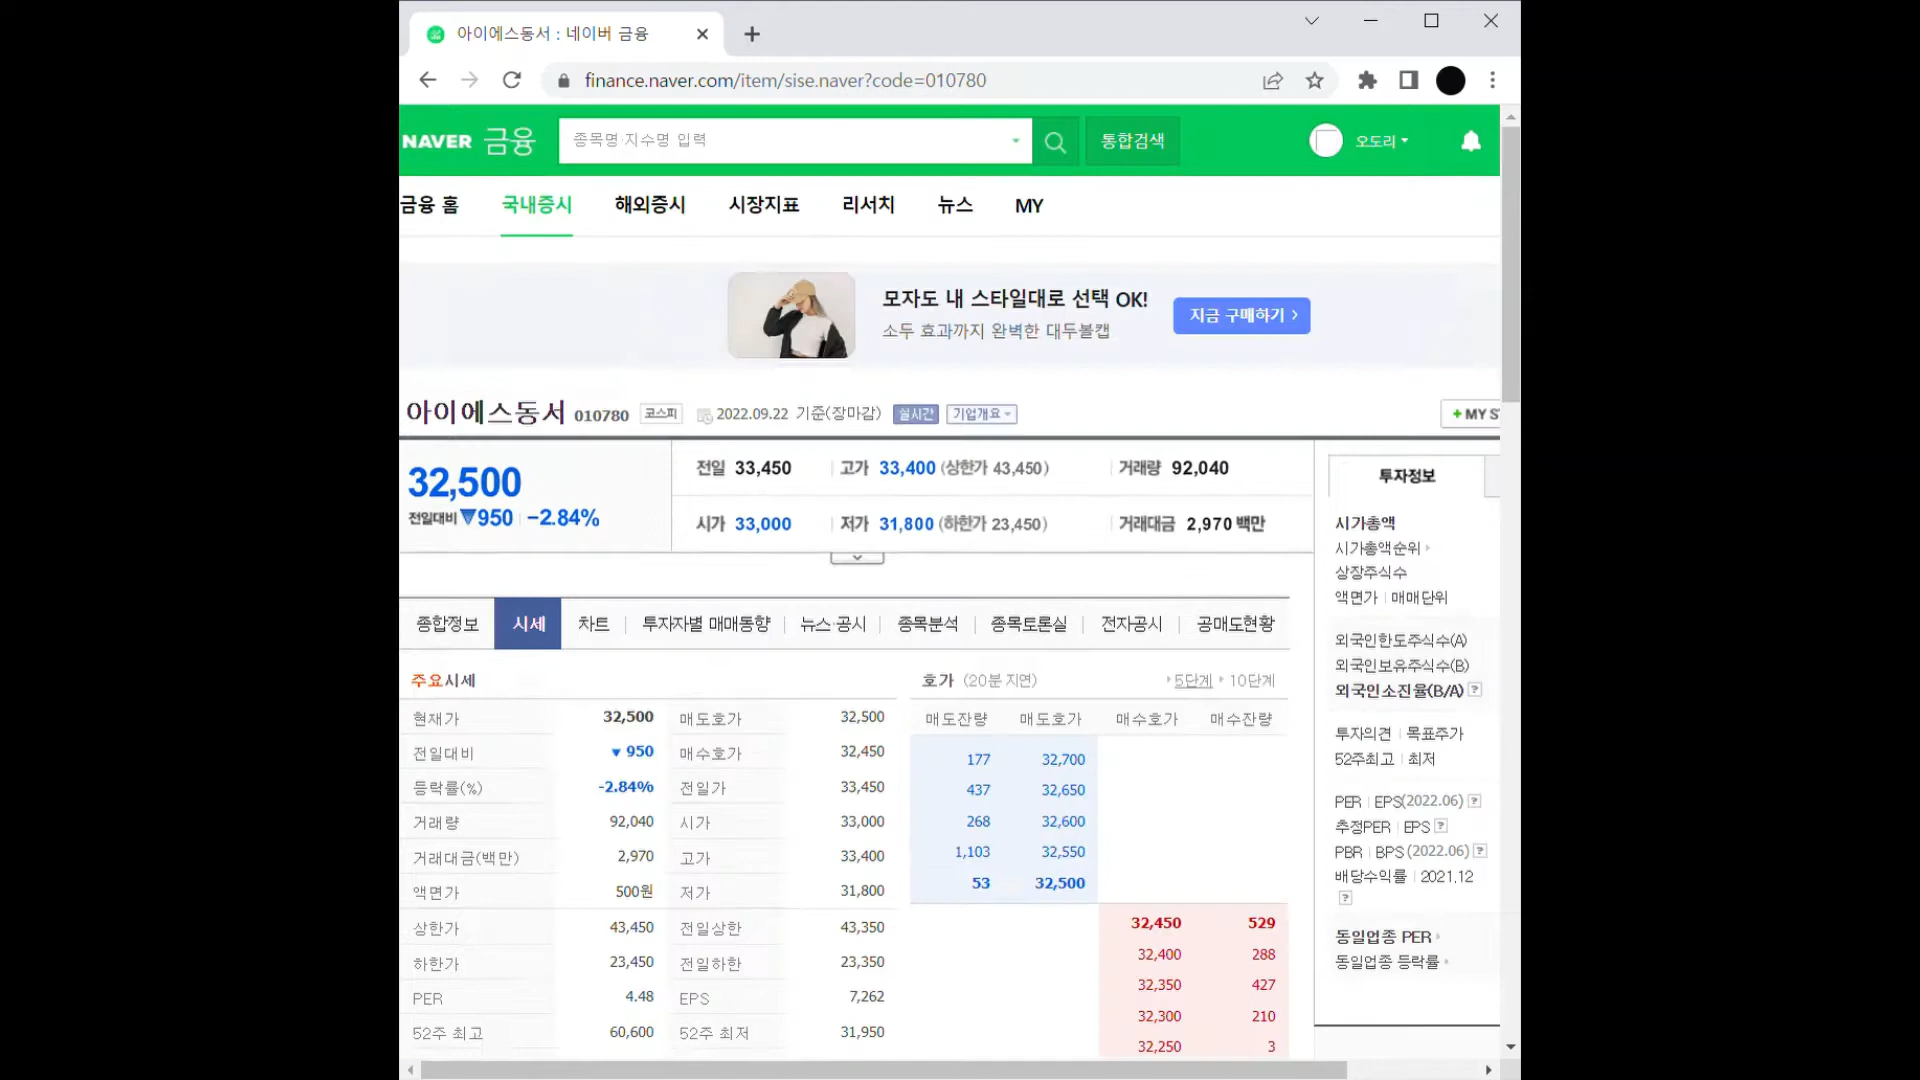 아이에스동서 : 네이버 금융
finance.naver.com/item/sise.naver?code=010780
NAVER 금융 종목명·지수명 입력 통합검색 오도리
금융 홈 국내증시 해외증시 시장지표 리서치 뉴스 MY
모자도 내 스타일대로 선택 OK!
소두 효과까지 완벽한 대두볼캡
지금 구매하기 ›
아이에스동서 010780 코스피 2022.09.22 기준(장마감) 실시간 기업개요 + MY S
32,500
전일대비 ▼950 −2.84%
전일 33,450 고가 33,400 (상한가 43,450) 거래량 92,040
시가 33,000 저가 31,800 (하한가 23,450) 거래대금 2,970 백만
종합정보 시세 차트 투자자별 매매동향 뉴스·공시 종목분석 종목토론실 전자공시 공매도현황
주요시세
현재가 32,500 매도호가 32,500
전일대비 ▼ 950 매수호가 32,450
등락률(%) -2.84% 전일가 33,450
거래량 92,040 시가 33,000
거래대금(백만) 2,970 고가 33,400
액면가 500원 저가 31,800
상한가 43,450 전일상한 43,350
하한가 23,450 전일하한 23,350
PER 4.48 EPS 7,262
52주 최고 60,600 52주 최저 31,950
호가 (20분 지연) 5단계 10단계
매도잔량 매도호가 매수호가 매수잔량
177 32,700
437 32,650
268 32,600
1,103 32,550
53 32,500
32,450 529
32,400 288
32,350 427
32,300 210
32,250 3
투자정보
시가총액
시가총액순위
상장주식수
액면가 | 매매단위
외국인한도주식수(A)
외국인보유주식수(B)
외국인소진율(B/A) ?
투자의견 | 목표주가
52주최고 | 최저
PER | EPS(2022.06) ?
추정PER | EPS ?
PBR | BPS (2022.06) ?
배당수익률 | 2021.12
?
동일업종 PER
동일업종 등락률